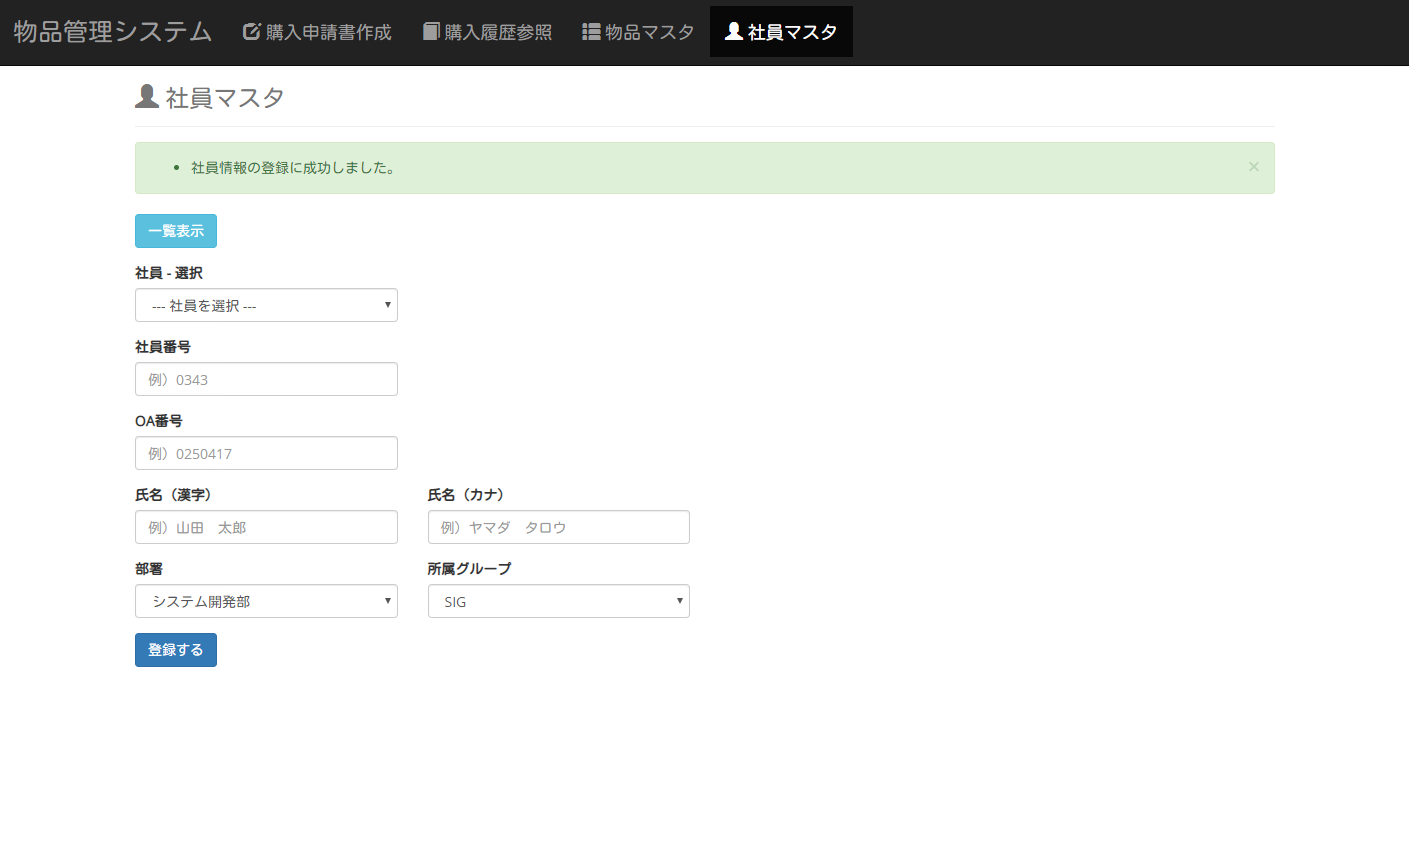 物品管理システム 購入申請書作成 購入履歴参照 物品マスタ 社員マスタ
社員マスタ
社員情報の登録に成功しました。 ×
一覧表示
社員 - 選択
--- 社員を選択 ---
社員番号
例）0343
OA番号
例）0250417
氏名（漢字） 氏名（カナ）
例）山田　太郎 例）ヤマダ　タロウ
部署 所属グループ
システム開発部 SIG
登録する